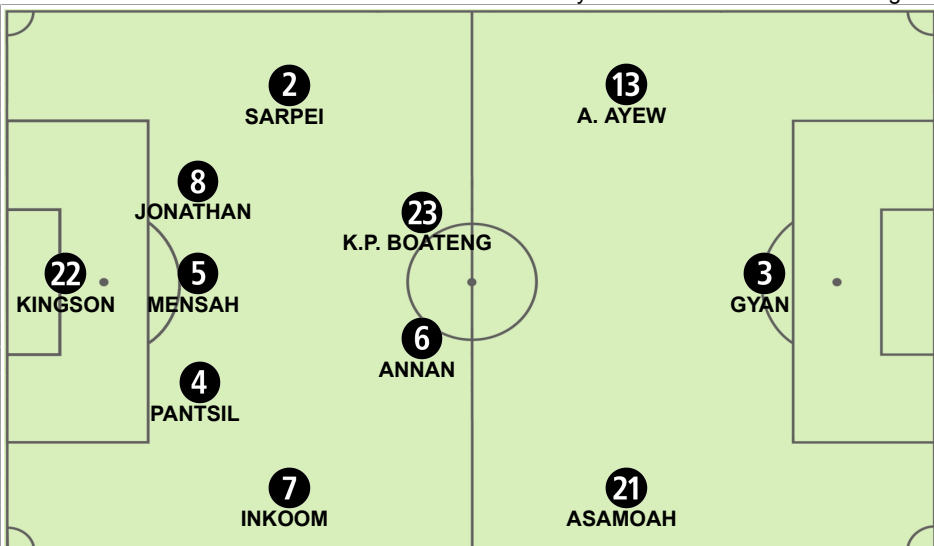 2
SARPEI
13
A. AYEW
8
JONATHAN
23
K.P. BOATENG
22
KINGSON
5
MENSAH
3
GYAN
6
ANNAN
4
PANTSIL
7
INKOOM
21
ASAMOAH